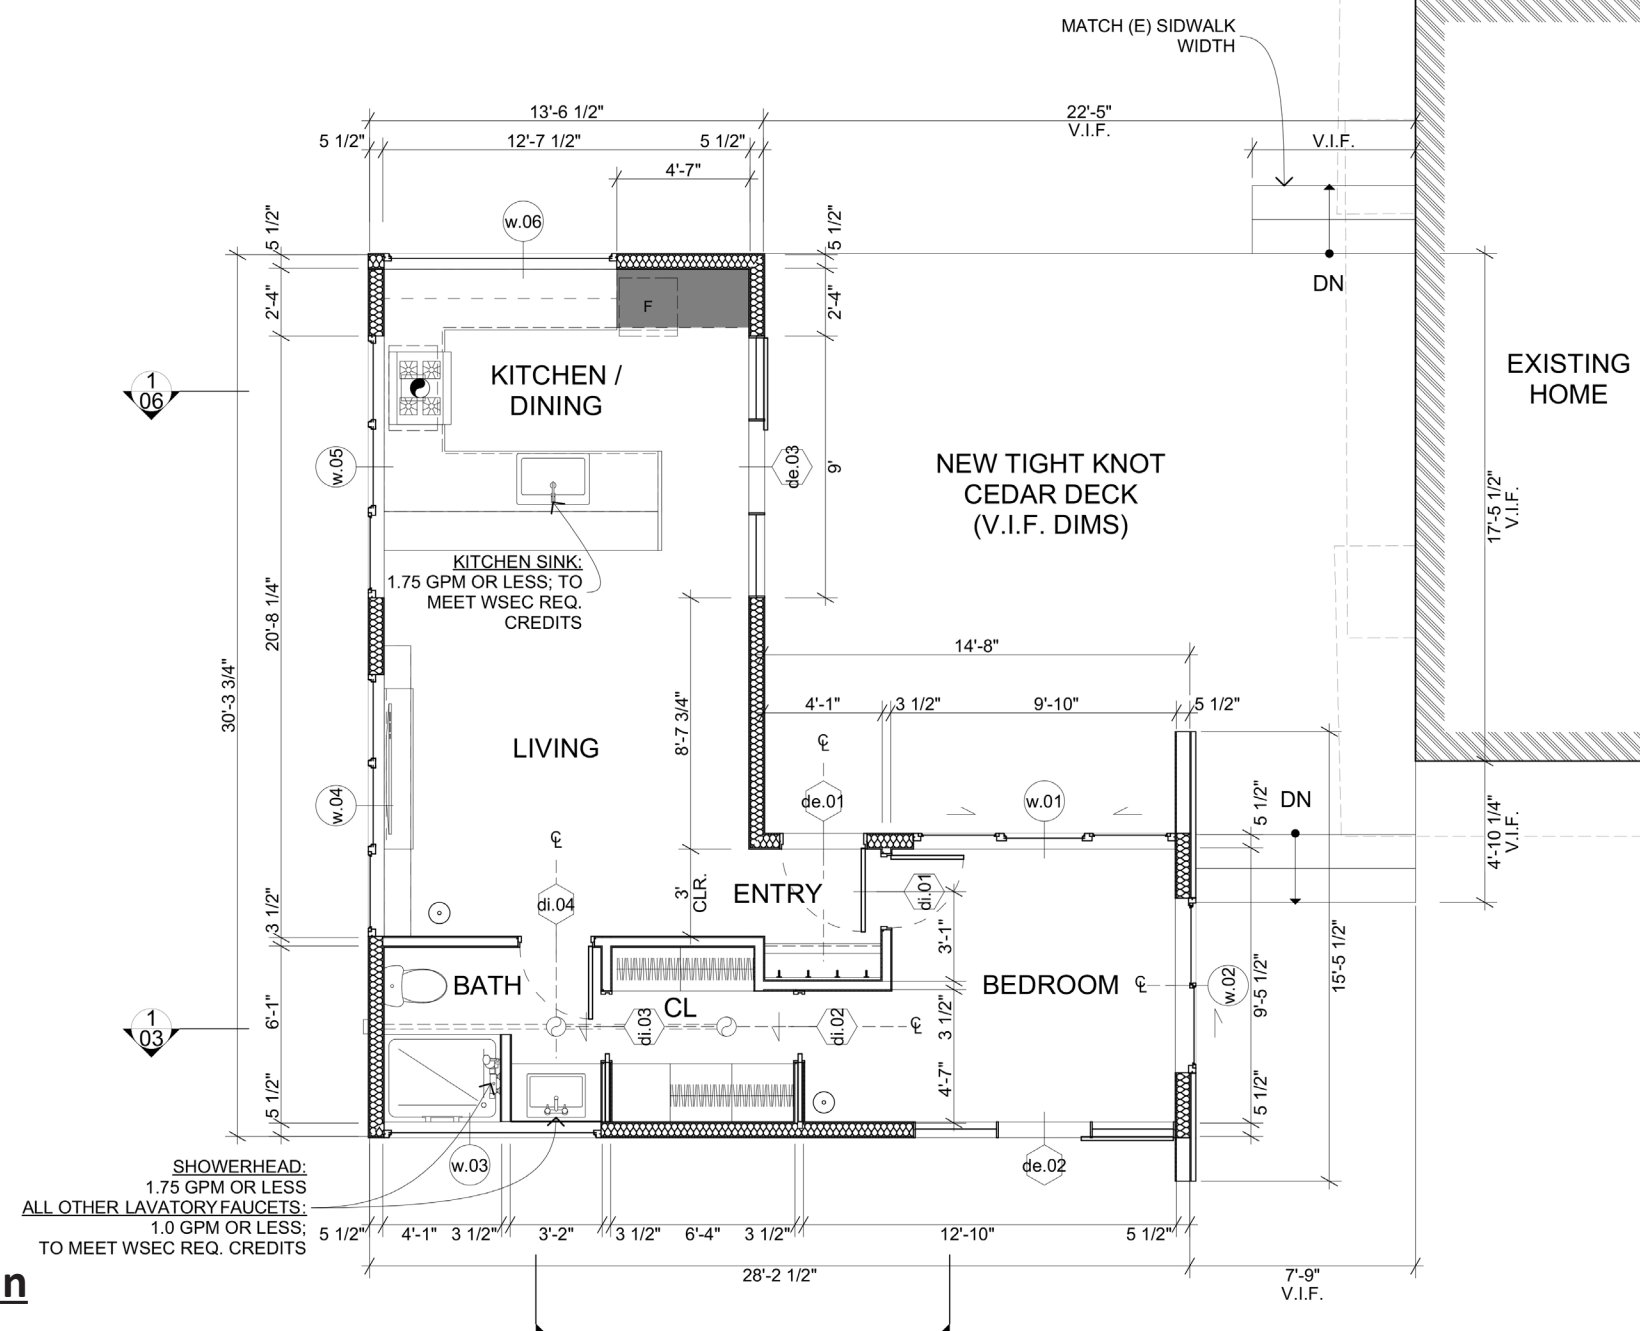 MATCH (E) SIDWALK
WIDTH
13'-6 1/2"
22'-5"
V.I.F.
5 1/2"
12'-7 1/2"
5 1/2"
V.I.F.
4'-7"
5 1/2"
w.06
5 1/2"
DN
2'-4"
F
2'-4"
1
06
KITCHEN /
DINING
EXISTING
HOME
w.05
de.03
9'
NEW TIGHT KNOT
CEDAR DECK
(V.I.F. DIMS)
17'-5 1/2"
V.I.F.
KITCHEN SINK:
1.75 GPM OR LESS; TO
MEET WSEC REQ.
CREDITS
20'-8 1/4"
30'-3 3/4"
14'-8"
4'-1"
3 1/2"
9'-10"
5 1/2"
8'-7 3/4"
LIVING
℄
w.04
de.01
w.01
5 1/2"
DN
4'-10 1/4"
V.I.F.
℄
di.04
3'
CLR.
ENTRY
di.01
3 1/2"
3'-1"
15'-5 1/2"
BATH
CL
BEDROOM
℄
w.02
9'-5 1/2"
6'-1"
1
03
di.03
di.02
℄
3 1/2"
4'-7"
5 1/2"
5 1/2"
SHOWERHEAD:
1.75 GPM OR LESS
ALL OTHER LAVATORY FAUCETS:
1.0 GPM OR LESS;
TO MEET WSEC REQ. CREDITS
w.03
de.02
5 1/2"
4'-1"
3 1/2"
3'-2"
3 1/2"
6'-4"
3 1/2"
12'-10"
5 1/2"
28'-2 1/2"
7'-9"
V.I.F.
n